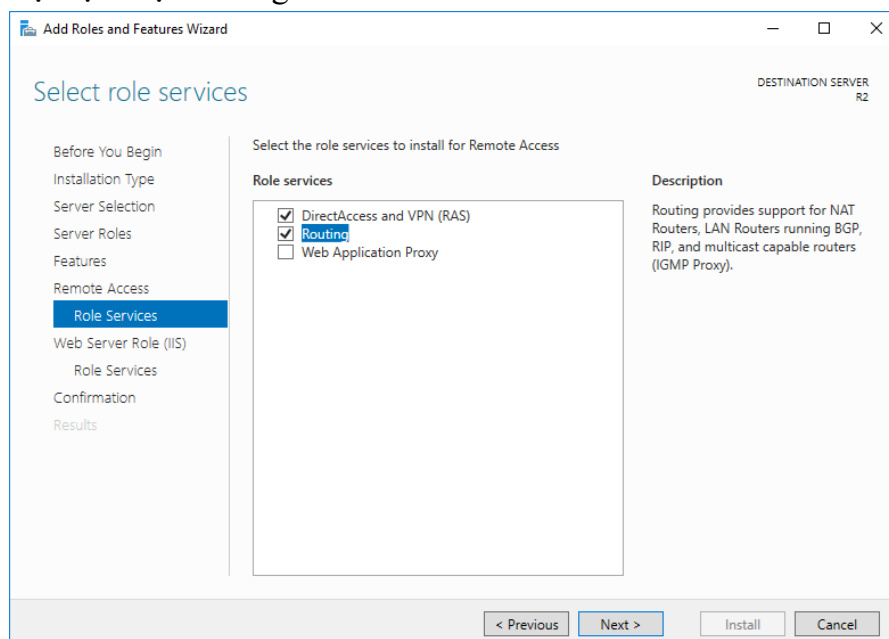 Add Roles and Features Wizard
Select role services
DESTINATION SERVER
R2
Before You Begin
Installation Type
Server Selection
Server Roles
Features
Remote Access
Role Services
Web Server Role (IIS)
Role Services
Confirmation
Results
Select the role services to install for Remote Access
Role services
DirectAccess and VPN (RAS)
Routing
Web Application Proxy
Description
Routing provides support for NAT
Routers, LAN Routers running BGP,
RIP, and multicast capable routers
(IGMP Proxy).
< Previous
Next >
Install
Cancel